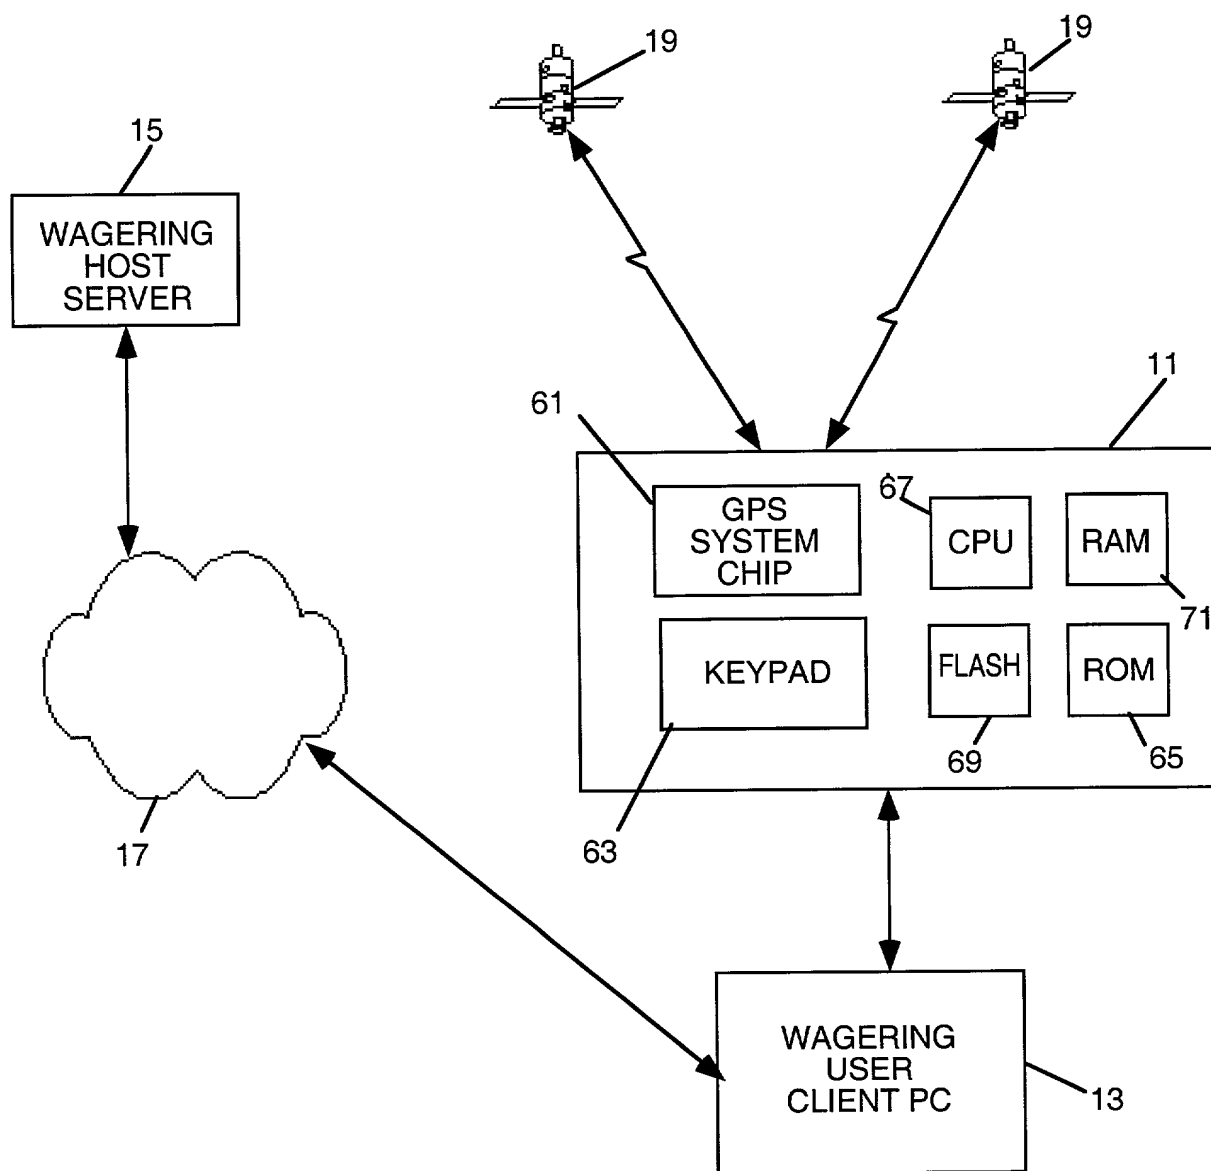 19
19
15
WAGERING
HOST
SERVER
11
61
GPS
SYSTEM
CHIP
67
CPU
RAM
71
KEYPAD
FLASH
ROM
69
65
63
17
WAGERING
USER
CLIENT PC
13